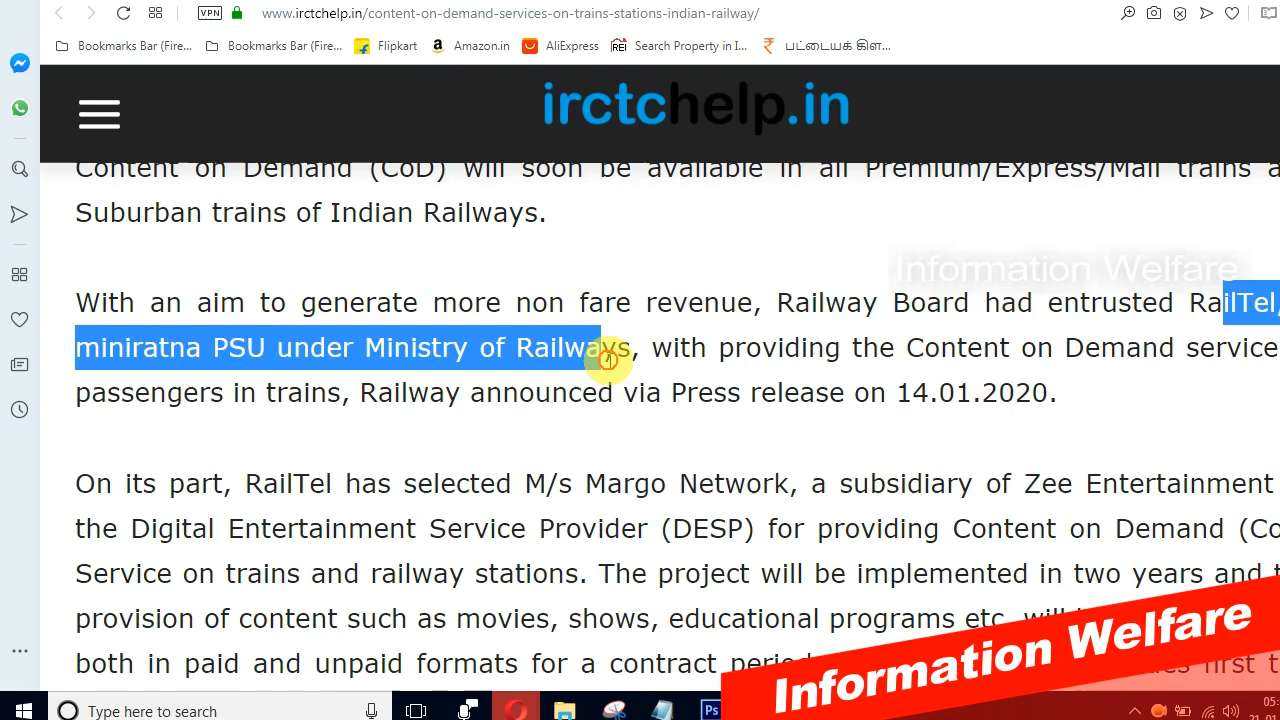 VPN
www.irctchelp.in/content-on-demand-services-on-trains-stations-indian-railway/
Bookmarks Bar (Fire... Bookmarks Bar (Fire... Flipkart Amazon.in AliExpress Search Property in I... பட்டையக் கிள...
irctchelp.in
Content on Demand (CoD) will soon be available in all Premium/Express/Mail trains a
Suburban trains of Indian Railways.
Information Welfare
With an aim to generate more non fare revenue, Railway Board had entrusted RailTel,
miniratna PSU under Ministry of Railways, with providing the Content on Demand service
passengers in trains, Railway announced via Press release on 14.01.2020.
On its part, RailTel has selected M/s Margo Network, a subsidiary of Zee Entertainment
the Digital Entertainment Service Provider (DESP) for providing Content on Demand (Co
Service on trains and railway stations. The project will be implemented in two years and t
provision of content such as movies, shows, educational programs etc.
both in paid and unpaid formats for a contract first t
Information Welfare
Type here to search
Ps